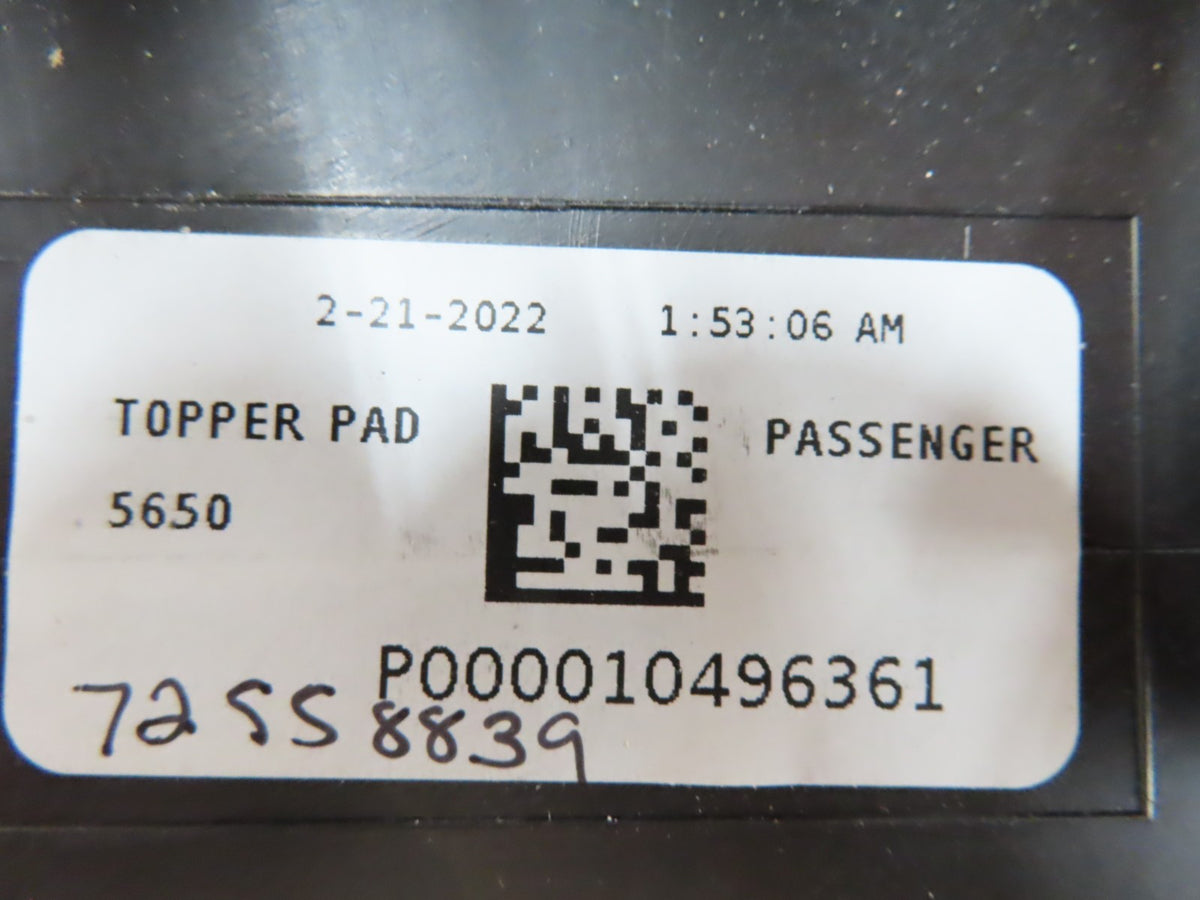 2-21-2022 1:53:06 AM
TOPPER PAD PASSENGER
5650
P000010496361
72558839